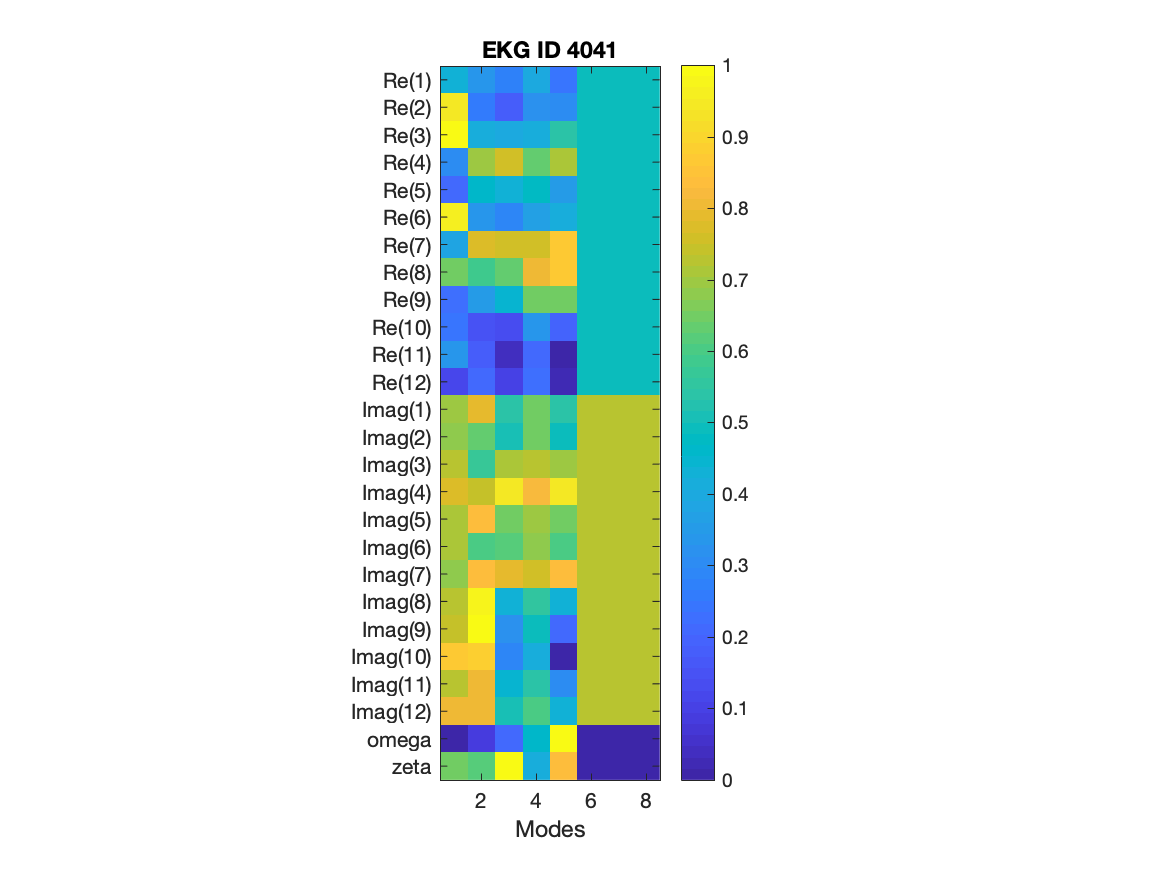 EKG ID 4041
Re(1)
Re(2)
Re(3)
Re(4)
Re(5)
Re(6)
Re(7)
Re(8)
Re(9)
Re(10)
Re(11)
Re(12)
Imag(1)
Imag(2)
Imag(3)
Imag(4)
Imag(5)
Imag(6)
Imag(7)
Imag(8)
Imag(9)
Imag(10)
Imag(11)
Imag(12)
omega
zeta
2 4 6 8
Modes
1
0.9
0.8
0.7
0.6
0.5
0.4
0.3
0.2
0.1
0